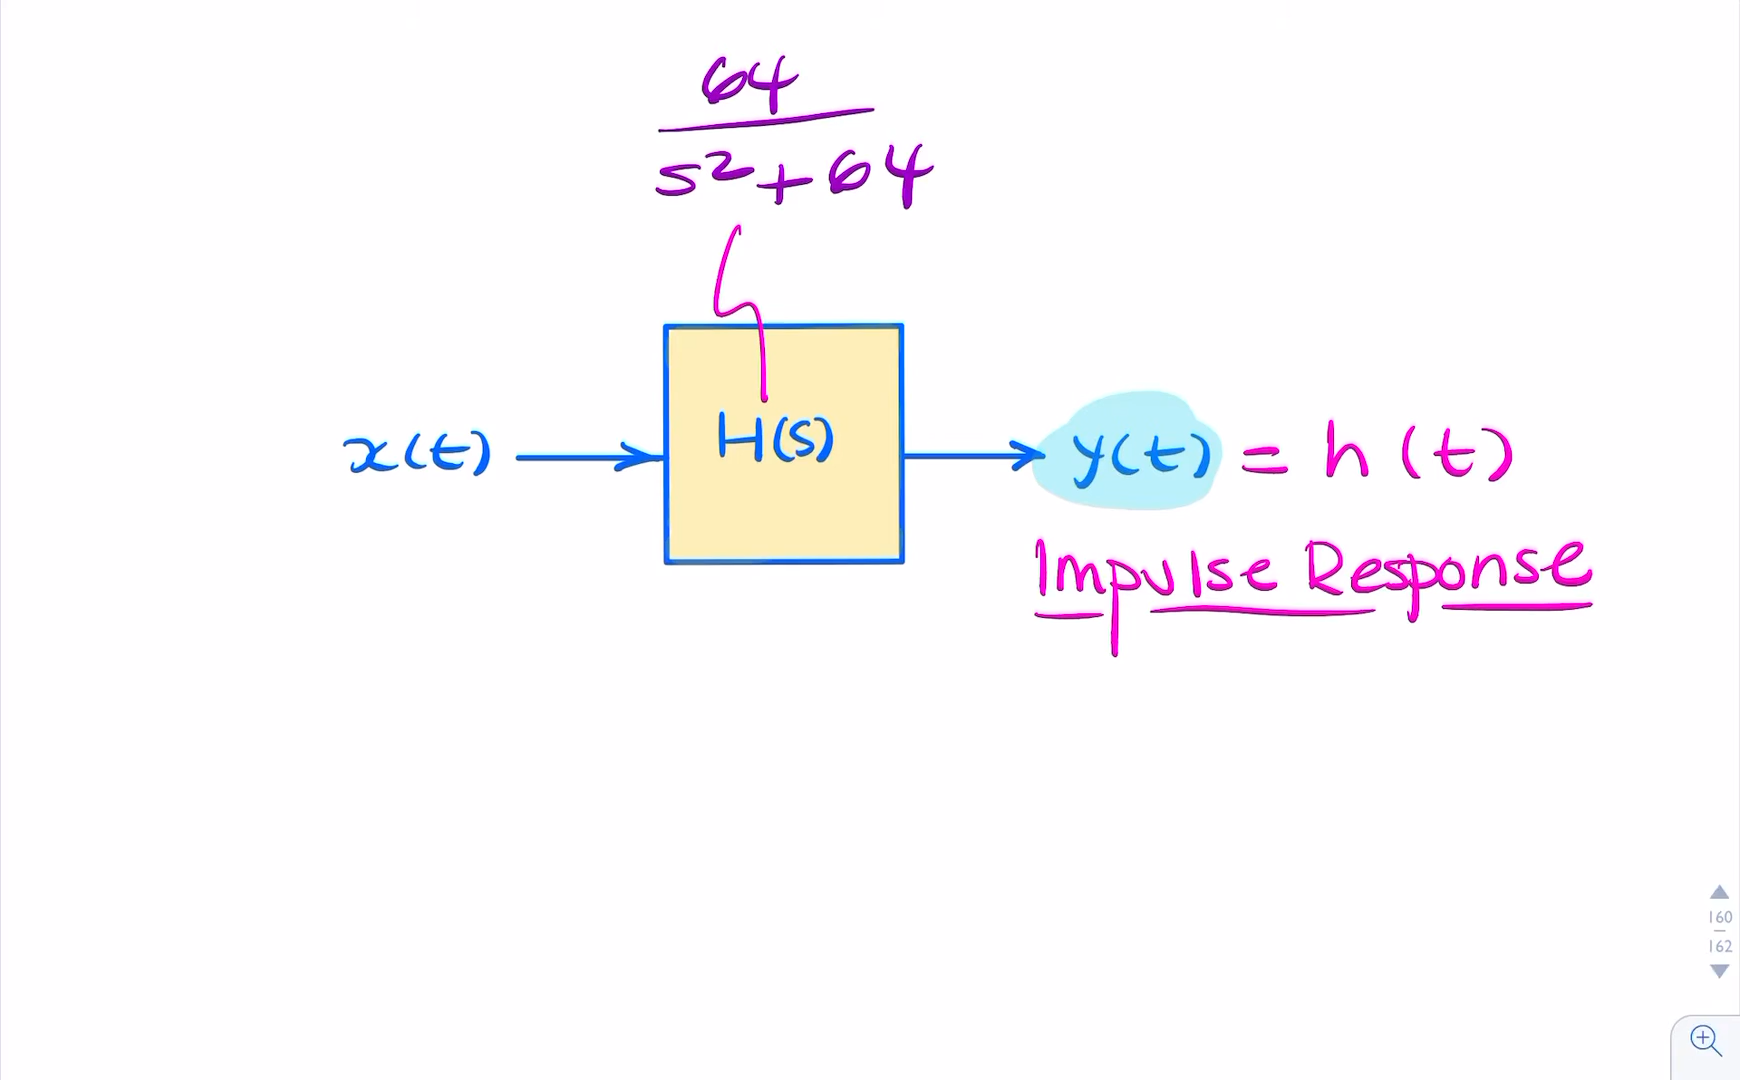 64
s²+64
x(t) H(s) y(t) = h(t)
Impulse Response
160
162